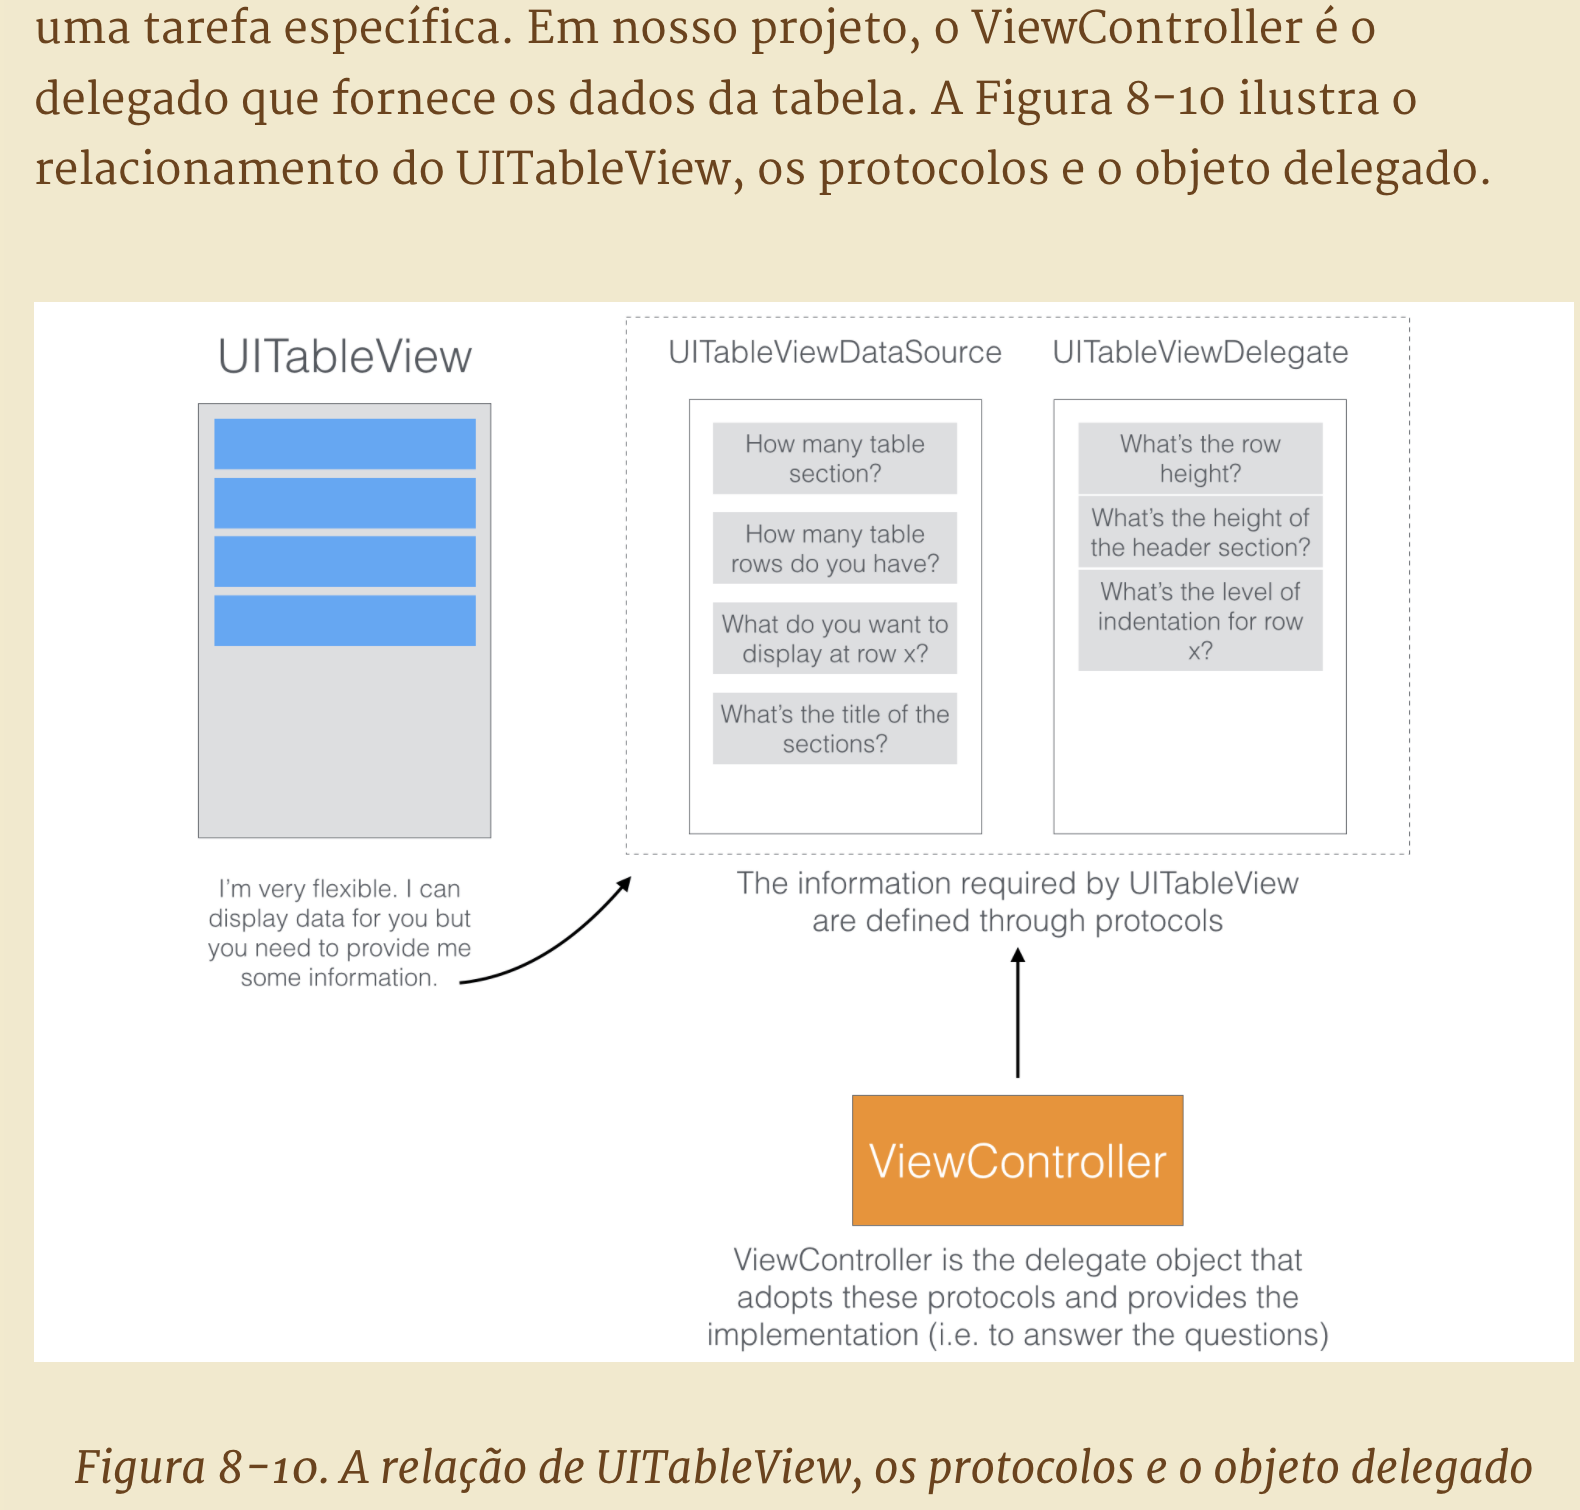 uma tarefa específica. Em nosso projeto, o ViewController é o
delegado que fornece os dados da tabela. A Figura 8-10 ilustra o
relacionamento do UITableView, os protocolos e o objeto delegado.
UITableView
I'm very flexible. I can
display data for you but
you need to provide me
some information.
UITableViewDataSource
How many table
section?
How many table
rows do you have?
What do you want to
display at row x?
What's the title of the
sections?
UITableViewDelegate
What's the row
height?
What's the height of
the header section?
What's the level of
indentation for row
x?
The information required by UITableView
are defined through protocols
ViewController
ViewController is the delegate object that
adopts these protocols and provides the
implementation (i.e. to answer the questions)
Figura 8-10. A relação de UITableView, os protocolos e o objeto delegado